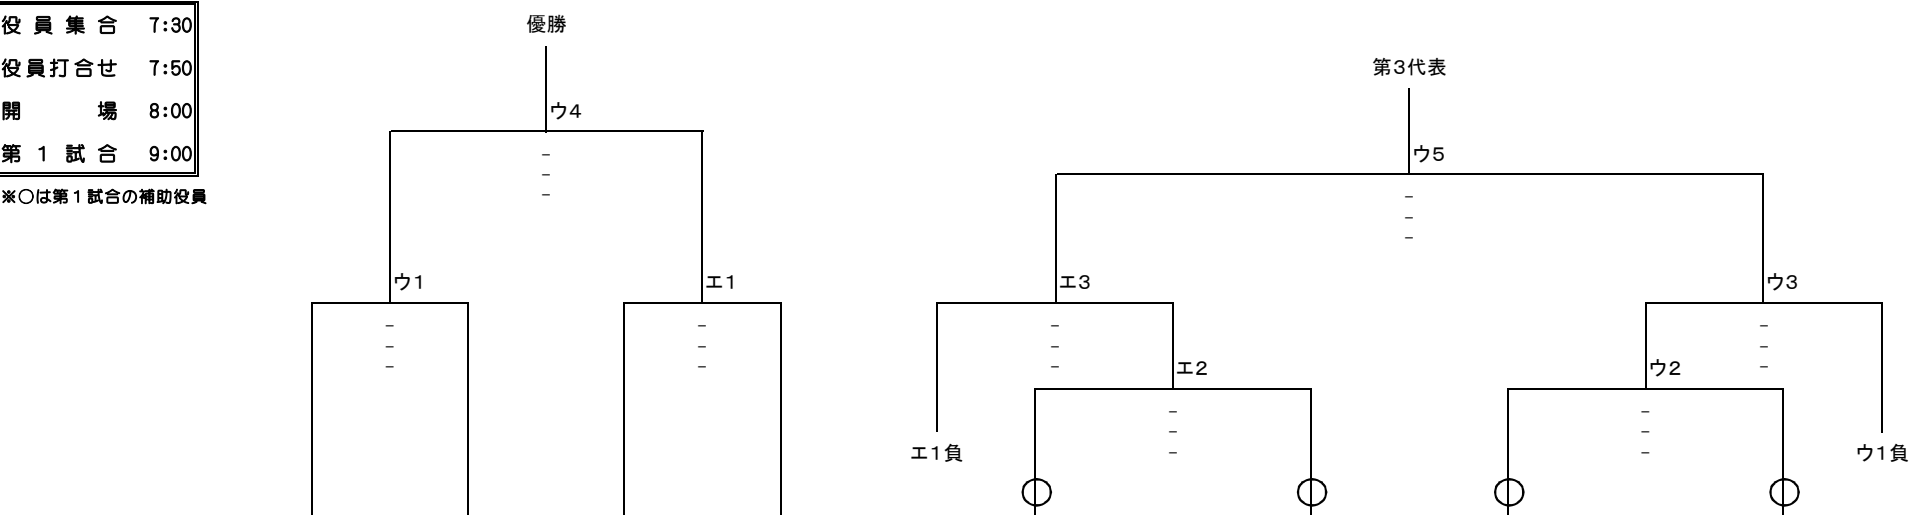 役員集合 7:30
役員打合せ 7:50
開場 8:00
第1試合 9:00
※○は第1試合の補助役員
優勝
ウ4
-
-
-
ウ1
-
-
-
エ1
-
-
-
第3代表
ウ5
-
-
-
エ3
-
-
-
ウ3
-
-
-
エ2
-
-
-
ウ2
-
-
-
エ1負
ウ1負